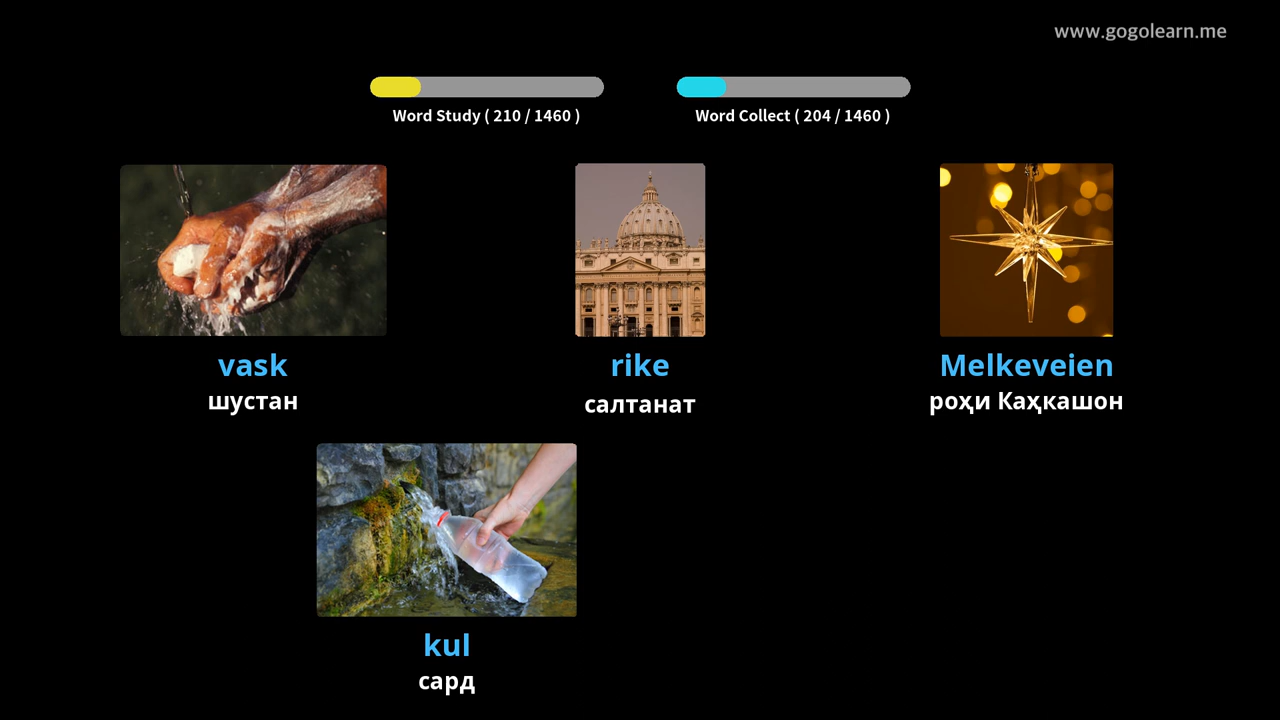 www.gogolearn.me
Word Study ( 210 / 1460 )
Word Collect ( 204 / 1460 )
vask
шустан
rike
салтанат
Melkeveien
роҳи Каҳкашон
kul
сард